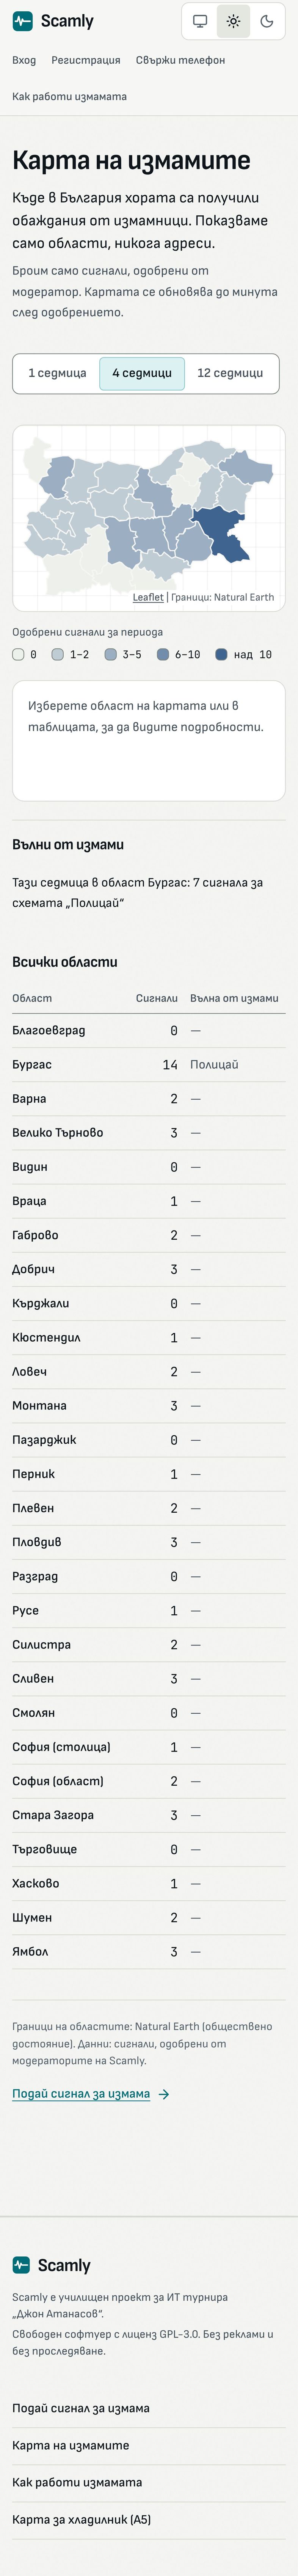 Scamly
Вход Регистрация Свържи телефон
Как работи измамата
Карта на измамите
Къде в България хората са получили
обаждания от измамници. Показваме
само области, никога адреси.
Броим само сигнали, одобрени от
модератор. Картата се обновява до минута
след одобрението.
1 седмица 4 седмици 12 седмици
Leaflet | Граници: Natural Earth
Одобрени сигнали за периода
0 1–2 3–5 6–10 над 10
Изберете област на картата или в
таблицата, за да видите подробности.
Вълни от измами
Тази седмица в област Бургас: 7 сигнала за
схемата „Полицай“
Всички области
Област Сигнали Вълна от измами
Благоевград 0 —
Бургас 14 Полицай
Варна 2 —
Велико Търново 3 —
Видин 0 —
Враца 1 —
Габрово 2 —
Добрич 3 —
Кърджали 0 —
Кюстендил 1 —
Ловеч 2 —
Монтана 3 —
Пазарджик 0 —
Перник 1 —
Плевен 2 —
Пловдив 3 —
Разград 0 —
Русе 1 —
Силистра 2 —
Сливен 3 —
Смолян 0 —
София (столица) 1 —
София (област) 2 —
Стара Загора 3 —
Търговище 0 —
Хасково 1 —
Шумен 2 —
Ямбол 3 —
Граници на областите: Natural Earth (обществено
достояние). Данни: сигнали, одобрени от
модераторите на Scamly.
Подай сигнал за измама →
Scamly
Scamly е училищен проект за ИТ турнира
„Джон Атанасов“.
Свободен софтуер с лиценз GPL-3.0. Без реклами и
без проследяване.
Подай сигнал за измама
Карта на измамите
Как работи измамата
Карта за хладилник (A5)